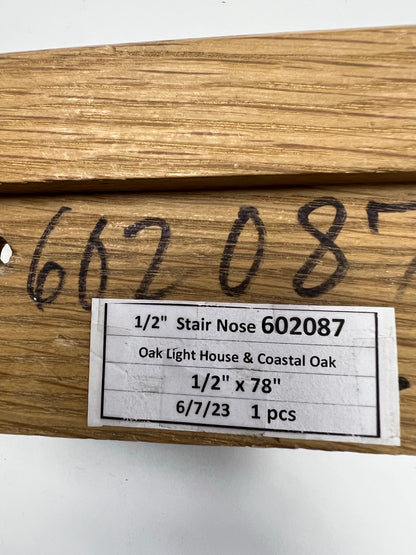 602087
1/2" Stair Nose 602087
Oak Light House & Coastal Oak
1/2" x 78"
6/7/23 1 pcs